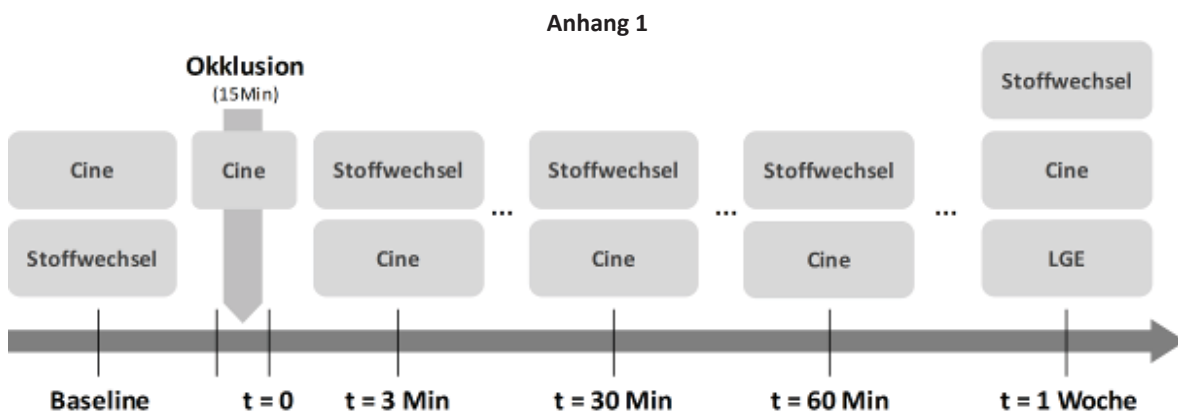 Anhang 1
Okklusion
(15Min)
Stoffwechsel
Cine
Cine
Stoffwechsel
Stoffwechsel
Stoffwechsel
Cine
...
...
...
Stoffwechsel
Cine
Cine
Cine
LGE
Baseline
t = 0
t = 3 Min
t = 30 Min
t = 60 Min
t = 1 Woche